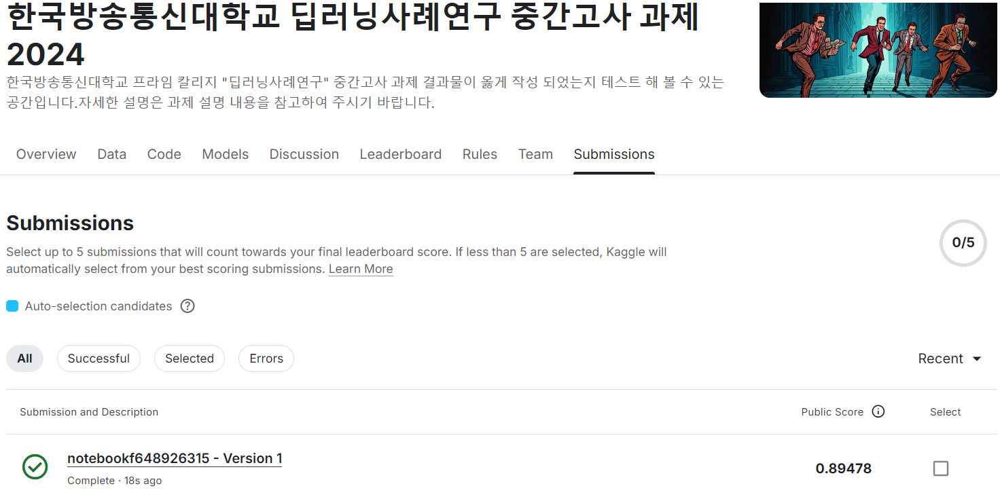 한국방송통신대학교 딥러닝사례연구 중간고사 과제
2024
한국방송통신대학교 프라임 칼리지 "딥러닝사례연구" 중간고사 과제 결과물이 옳게 작성 되었는지 테스트 해 볼 수 있는
공간입니다.자세한 설명은 과제 설명 내용을 참고하여 주시기 바랍니다.
Overview Data Code Models Discussion Leaderboard Rules Team Submissions
Submissions
0/5
Select up to 5 submissions that will count towards your final leaderboard score. If less than 5 are selected, Kaggle will
automatically select from your best scoring submissions. Learn More
Auto-selection candidates
All Successful Selected Errors Recent
Submission and Description Public Score Select
notebookf648926315 - Version 1
Complete · 18s ago
0.89478